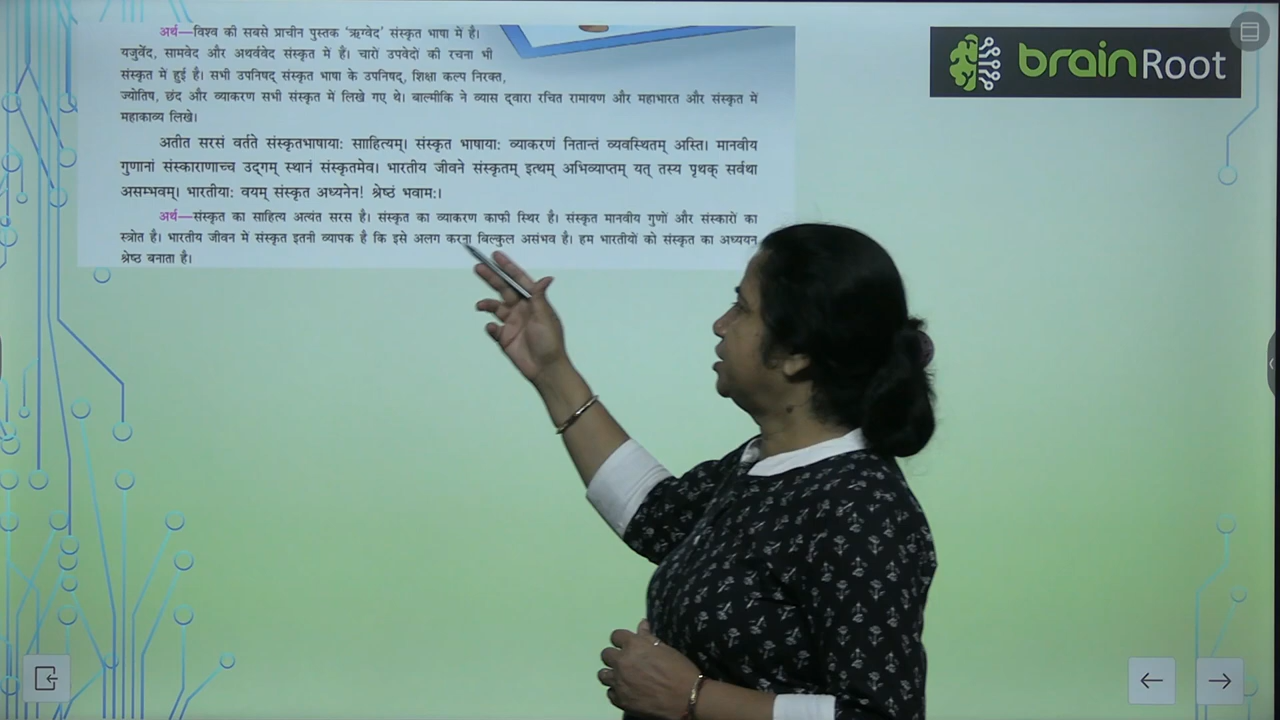 अर्थ—विश्व की सबसे प्राचीन पुस्तक 'ऋग्वेद' संस्कृत भाषा में है।
यजुर्वेद, सामवेद और अथर्ववेद संस्कृत में है। चारों उपवेदों की रचना भी
संस्कृत में हुई है। सभी उपनिषद् संस्कृत भाषा के उपनिषद्, शिक्षा कल्प निरक्त,
ज्योतिष, छंद और व्याकरण सभी संस्कृत में लिखे गए थे। बाल्मीकि ने व्यास द्वारा रचित रामायण और महाभारत और संस्कृत में
महाकाव्य लिखे।
अतीत सरसं वर्तते संस्कृतभाषाया: सााहित्यम्। संस्कृत भाषाया: व्याकरणं नितान्तं व्यवस्थितम् अस्ति। मानवीय
गुणानां संस्काराणाच्च उद्गम् स्थानं संस्कृतमेव। भारतीय जीवने संस्कृतम् इत्थम् अभिव्याप्तम् यत् तस्य पृथक् सर्वथा
असम्भवम्। भारतीया: वयम् संस्कृत अध्यनेन! श्रेष्ठं भवाम:।
अर्थ—संस्कृत का साहित्य अत्यंत सरस है। संस्कृत का व्याकरण काफी स्थिर है। संस्कृत मानवीय गुणों और संस्कारों का
स्त्रोत है। भारतीय जीवन में संस्कृत इतनी व्यापक है कि इसे अलग करना बिल्कुल असंभव है। हम भारतीयों को संस्कृत का अध्ययन
श्रेष्ठ बनाता है।
brainRoot